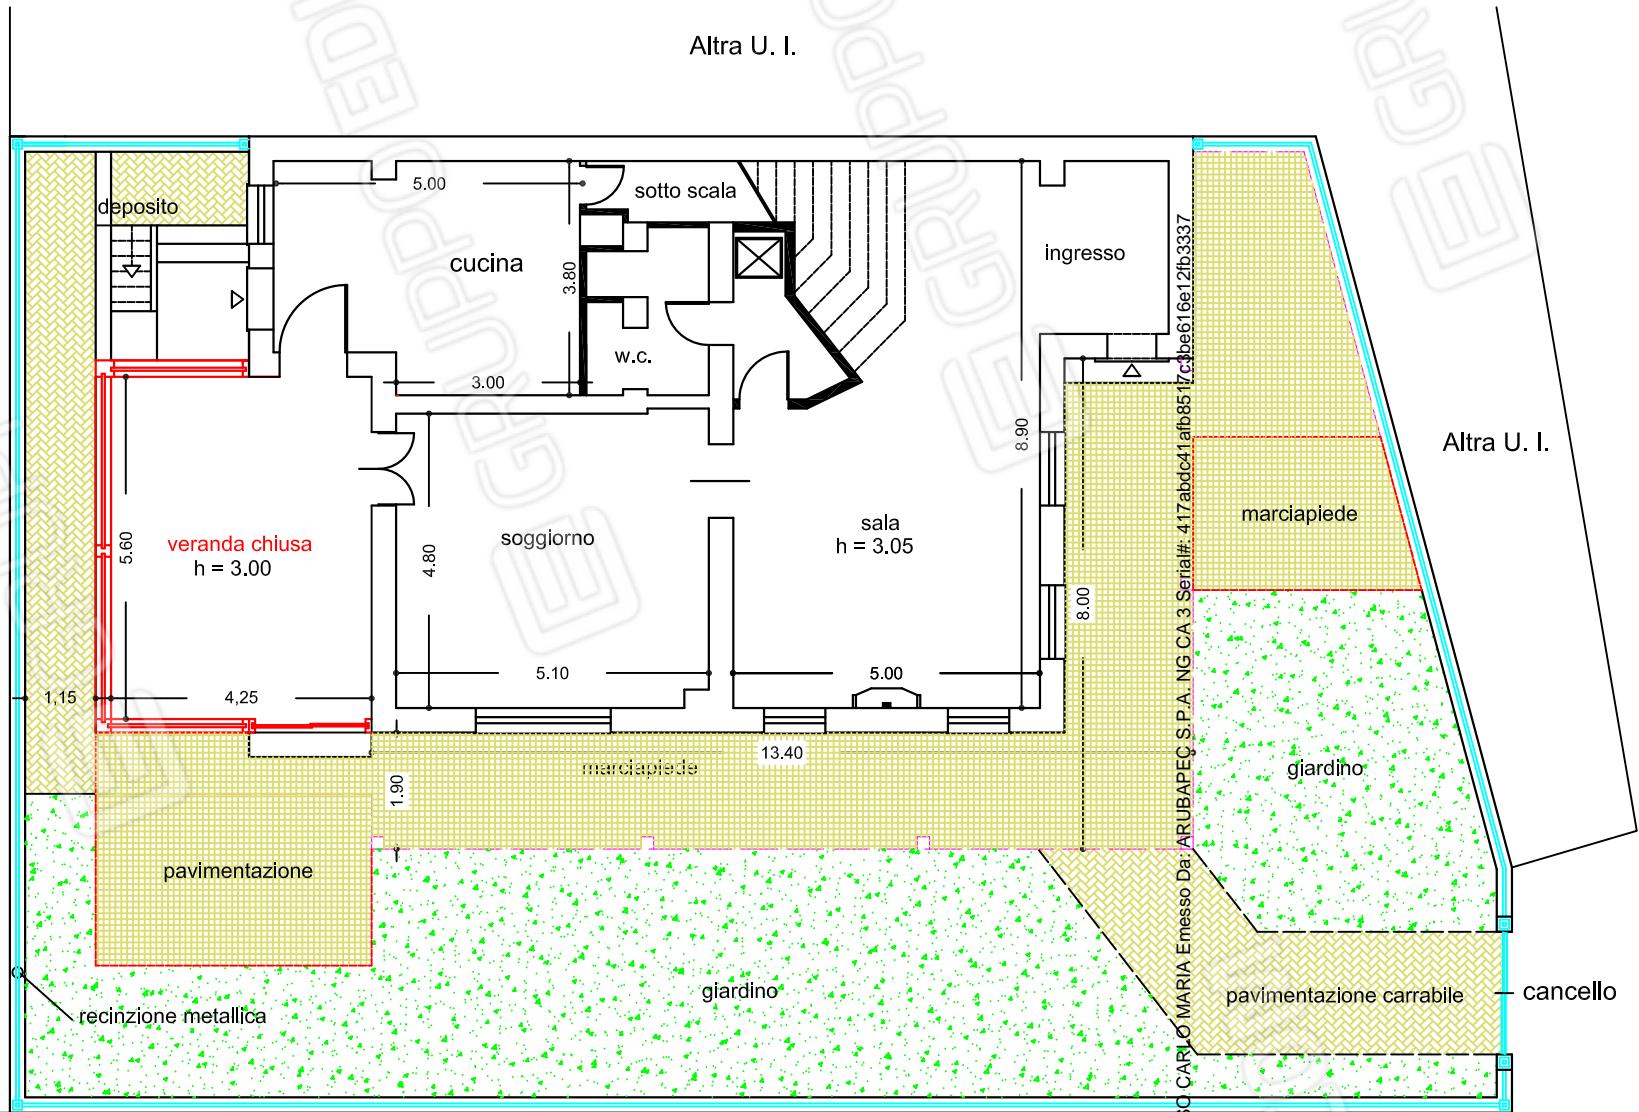 Altra U. I.
deposito
5.00
sotto scala
cucina
3.80
ingresso
w.c.
3.00
8.90
Altra U. I.
marciapiede
veranda chiusa
h = 3.00
5.60
4.80
soggiorno
sala
h = 3.05
8.00
1,15
4,25
5.10
5.00
13.40
marciapiede
1.90
giardino
pavimentazione
giardino
pavimentazione carrabile
cancello
recinzione metallica
SO CARLO MARIA Emesso Da: ARUBAPEC S.P.A. NG CA 3 Serial#: 417abdc41afb8517c3be616e12fb3337